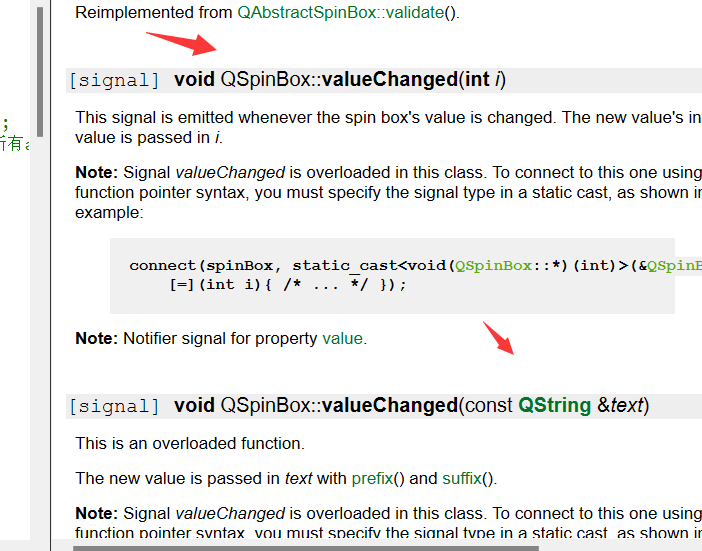 Reimplemented from QAbstractSpinBox::validate().
[signal] void QSpinBox::valueChanged(int i)
;
This signal is emitted whenever the spin box's value is changed. The new value's in
value is passed in i.
所有a
Note: Signal valueChanged is overloaded in this class. To connect to this one using
function pointer syntax, you must specify the signal type in a static cast, as shown in
example:
connect(spinBox, static_cast<void(QSpinBox::*)(int)>(&QSpinB
[=](int i){ /* ... */ });
Note: Notifier signal for property value.
[signal] void QSpinBox::valueChanged(const QString &text)
This is an overloaded function.
The new value is passed in text with prefix() and suffix().
Note: Signal valueChanged is overloaded in this class. To connect to this one using
function pointer syntax, you must specify the signal type in a static cast, as shown in